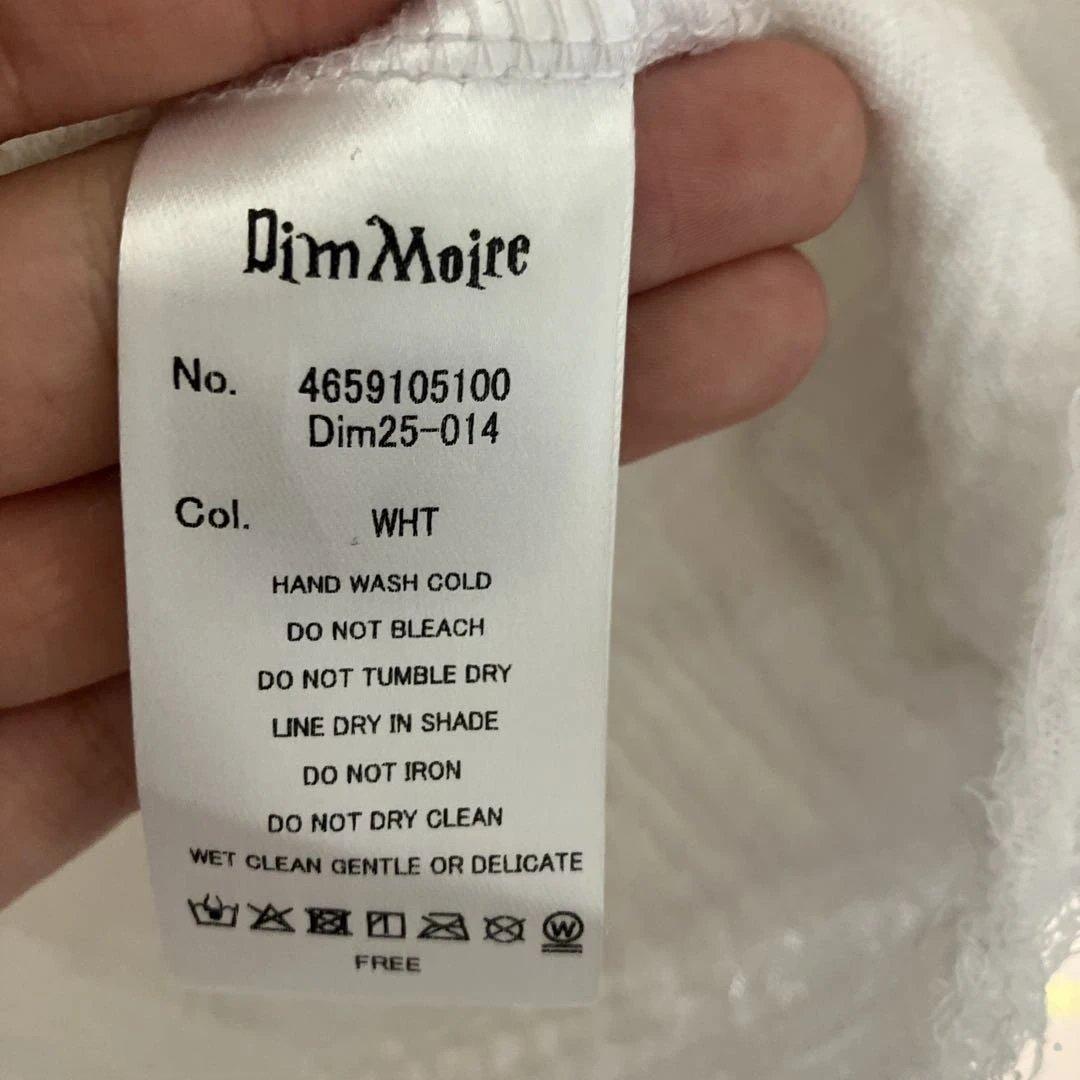 Dim Moire
No. 4659105100
Dim25-014
Col. WHT
HAND WASH COLD
DO NOT BLEACH
DO NOT TUMBLE DRY
LINE DRY IN SHADE
DO NOT IRON
DO NOT DRY CLEAN
WET CLEAN GENTLE OR DELICATE
W
FREE